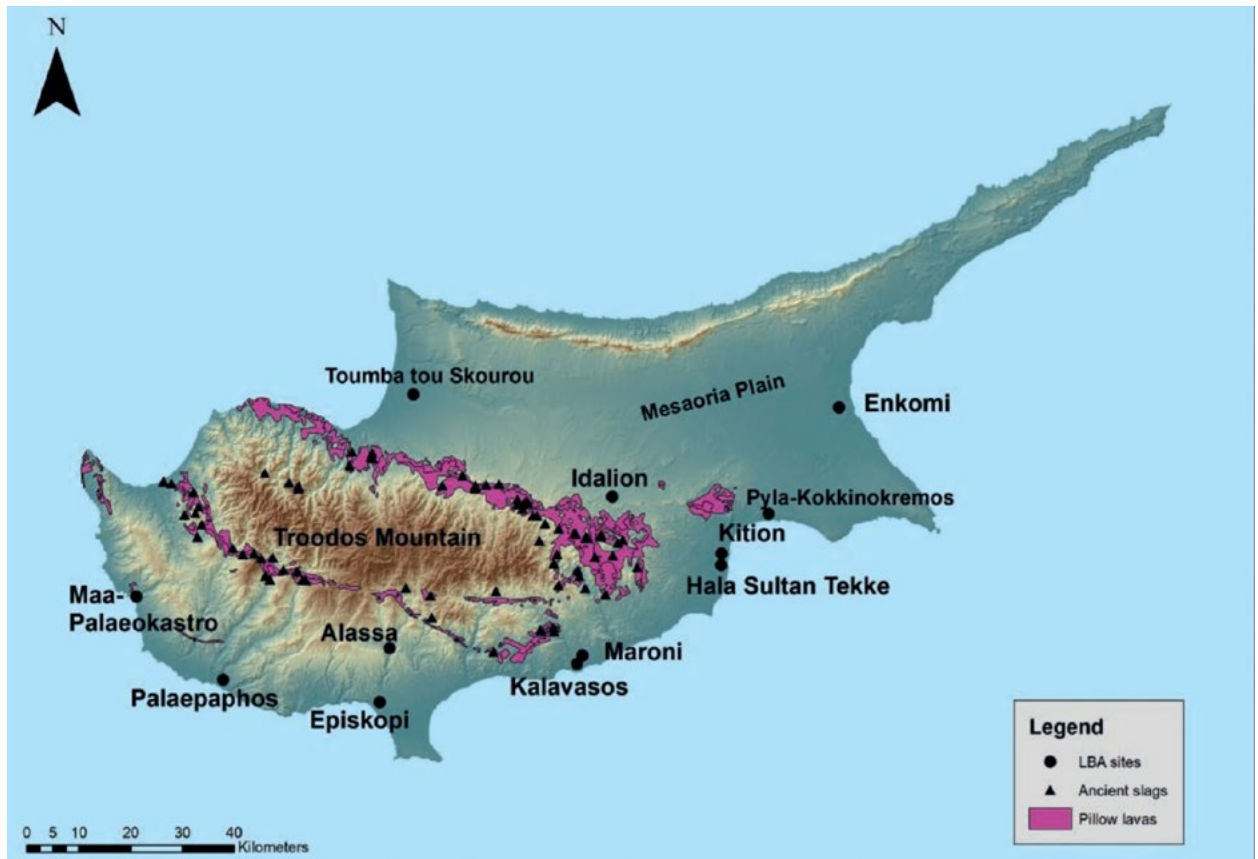 N
Toumba tou Skourou
Mesaoria Plain
Enkomi
Idalion
Pyla-Kokkinokremos
Troodos Mountain
Kition
Hala Sultan Tekke
Maa-
Palaeokastro
Alassa
Maroni
Kalavasos
Palaepaphos
Episkopi
Legend
LBA sites
Ancient slags
Pillow lavas
0 5 10 20 30 40
Kilometers